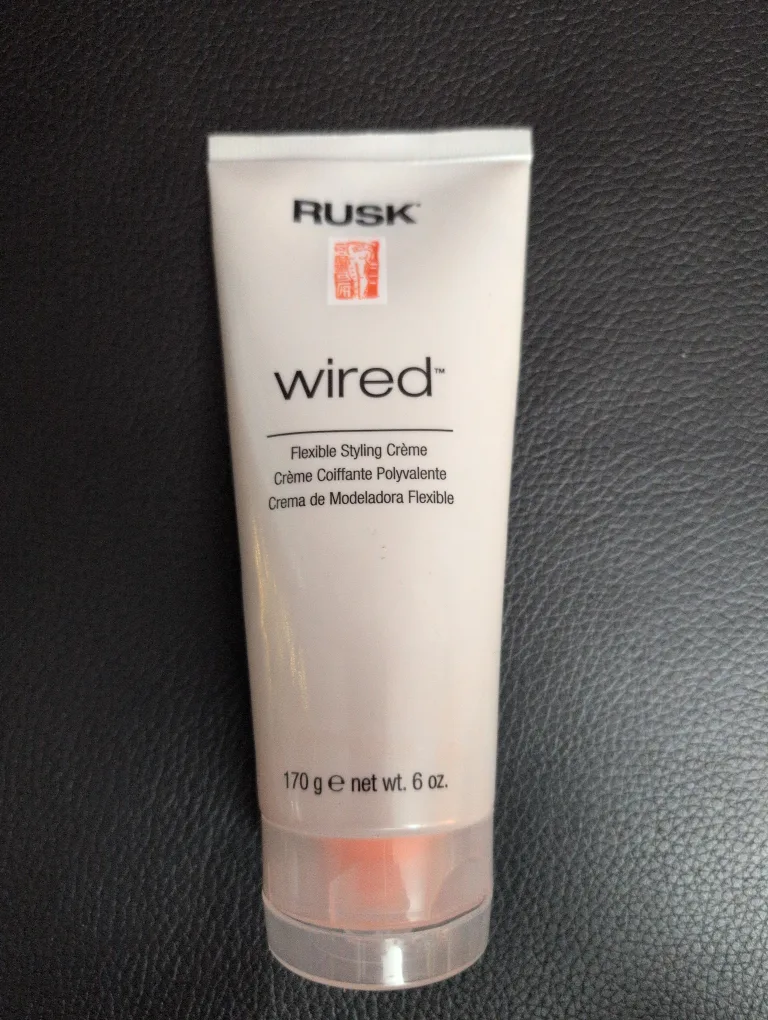 RUSK
wired™
Flexible Styling Crème
Crème Coiffante Polyvalente
Crema de Modeladora Flexible
170 g ℮ net wt. 6 oz.